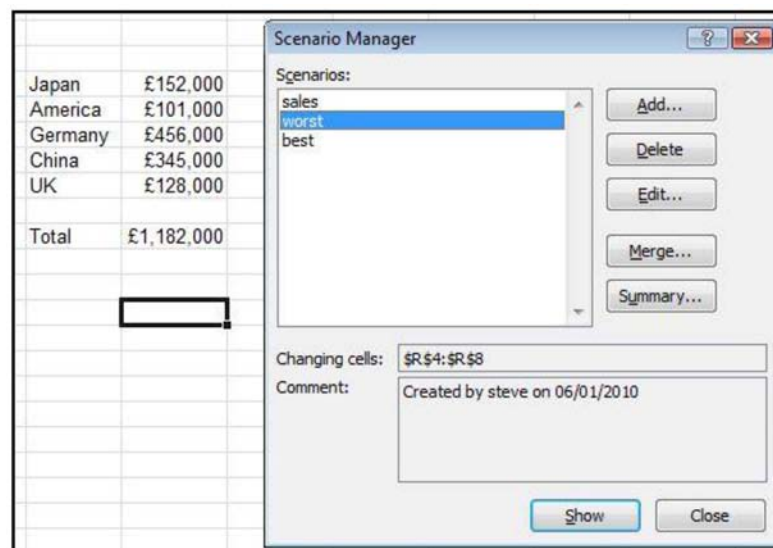 Japan £152,000
America £101,000
Germany £456,000
China £345,000
UK £128,000
Total £1,182,000
Scenario Manager
Scenarios:
sales
worst
best
Add...
Delete
Edit...
Merge...
Summary...
Changing cells: $R$4:$R$8
Comment: Created by steve on 06/01/2010
Show Close